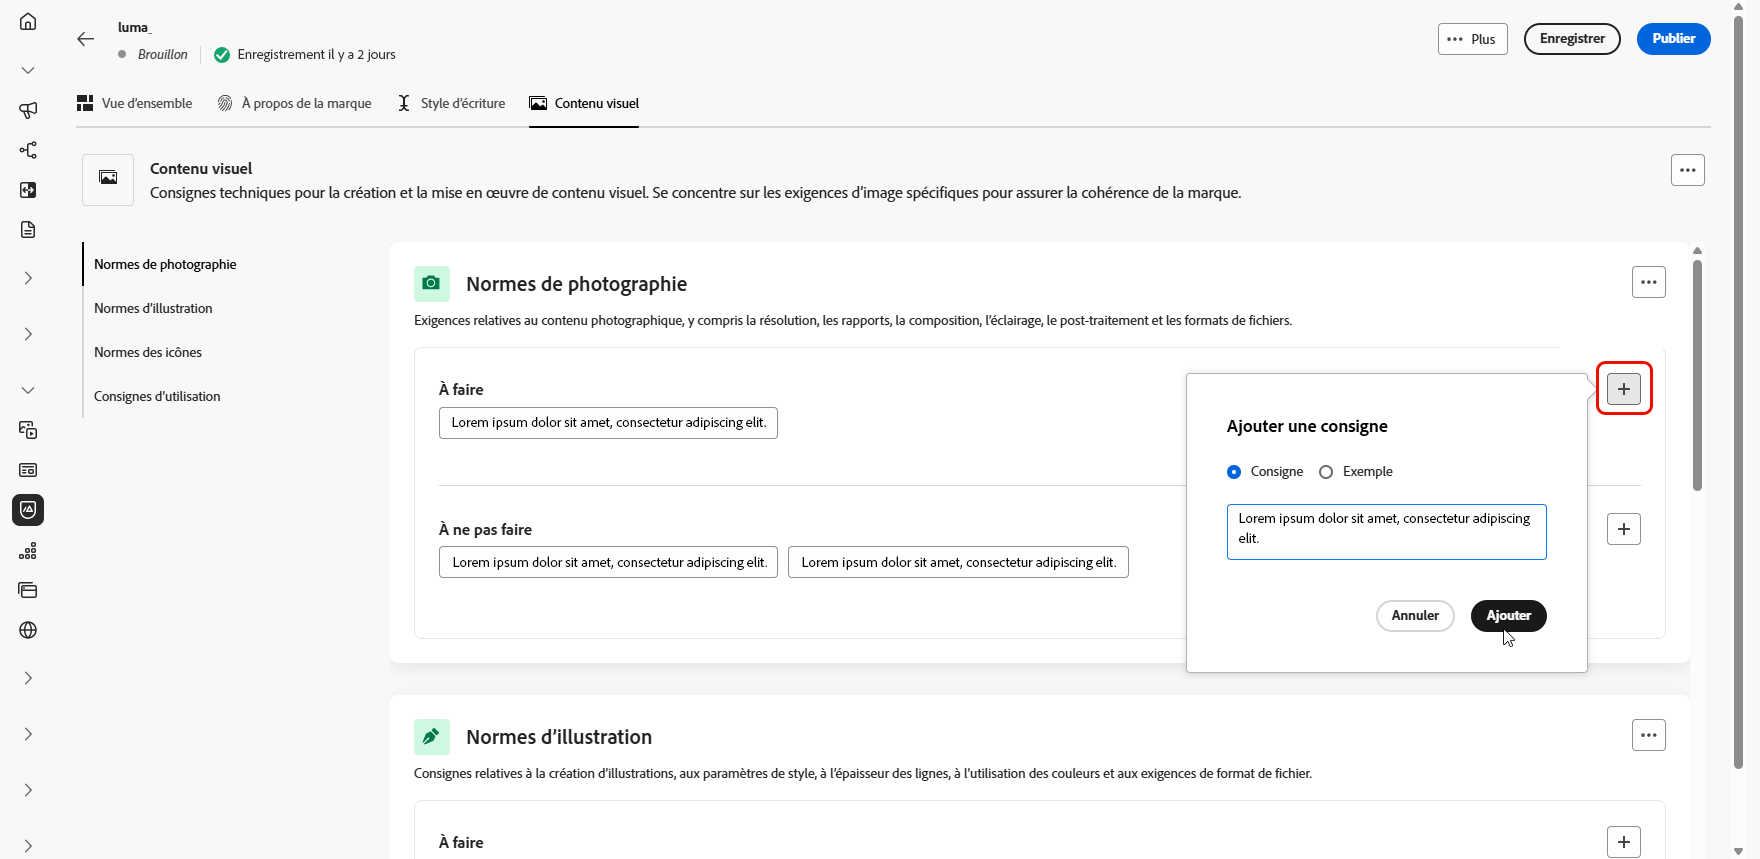 luma_
Brouillon
Enregistrement il y a 2 jours
Plus
Enregistrer
Publier
Vue d'ensemble
À propos de la marque
Style d'écriture
Contenu visuel
Contenu visuel
Consignes techniques pour la création et la mise en œuvre de contenu visuel. Se concentre sur les exigences d'image spécifiques pour assurer la cohérence de la marque.
Normes de photographie
Normes d'illustration
Normes des icônes
Consignes d'utilisation
Normes de photographie
Exigences relatives au contenu photographique, y compris la résolution, les rapports, la composition, l'éclairage, le post-traitement et les formats de fichiers.
À faire
Lorem ipsum dolor sit amet, consectetur adipiscing elit.
À ne pas faire
Lorem ipsum dolor sit amet, consectetur adipiscing elit.
Lorem ipsum dolor sit amet, consectetur adipiscing elit.
Ajouter une consigne
Consigne
Exemple
Lorem ipsum dolor sit amet, consectetur adipiscing
elit.
Annuler
Ajouter
Normes d'illustration
Consignes relatives à la création d'illustrations, aux paramètres de style, à l'épaisseur des lignes, à l'utilisation des couleurs et aux exigences de format de fichier.
À faire